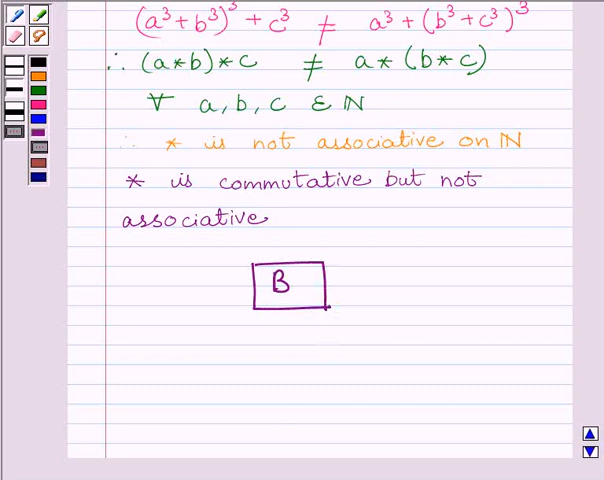 (a³+b³)³ + c³ ≠ a³ + (b³ + c³)³
∴ (a*b)*c ≠ a*(b*c)
∀ a, b, c ε ℕ
∴ * is not associative on ℕ
* is commutative but not
associative
B